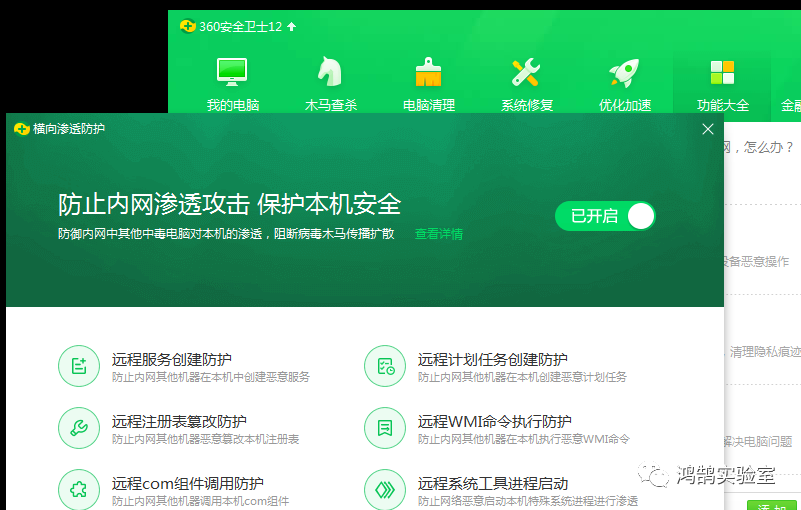 360安全卫士12
我的电脑 木马查杀 电脑清理 系统修复 优化加速 功能大全 金融
横向渗透防护
网，怎么办？
防止内网渗透攻击 保护本机安全
已开启
防御内网中其他中毒电脑对本机的渗透，阻断病毒木马传播扩散 查看详情
设备恶意操作
远程服务创建防护
防止内网其他机器在本机中创建恶意服务
远程计划任务创建防护
防止内网其他机器在本机创建恶意计划任务
清理隐私痕迹
远程注册表篡改防护
防止内网其他机器恶意篡改本机注册表
远程WMI命令执行防护
防止内网其他机器在本机执行恶意WMI命令
解决电脑问题
远程com组件调用防护
防止内网其他机器调用本机com组件
远程系统工具进程启动
防止网络恶意启动本机特殊系统进程进行渗透
鸿鹄实验室
添加